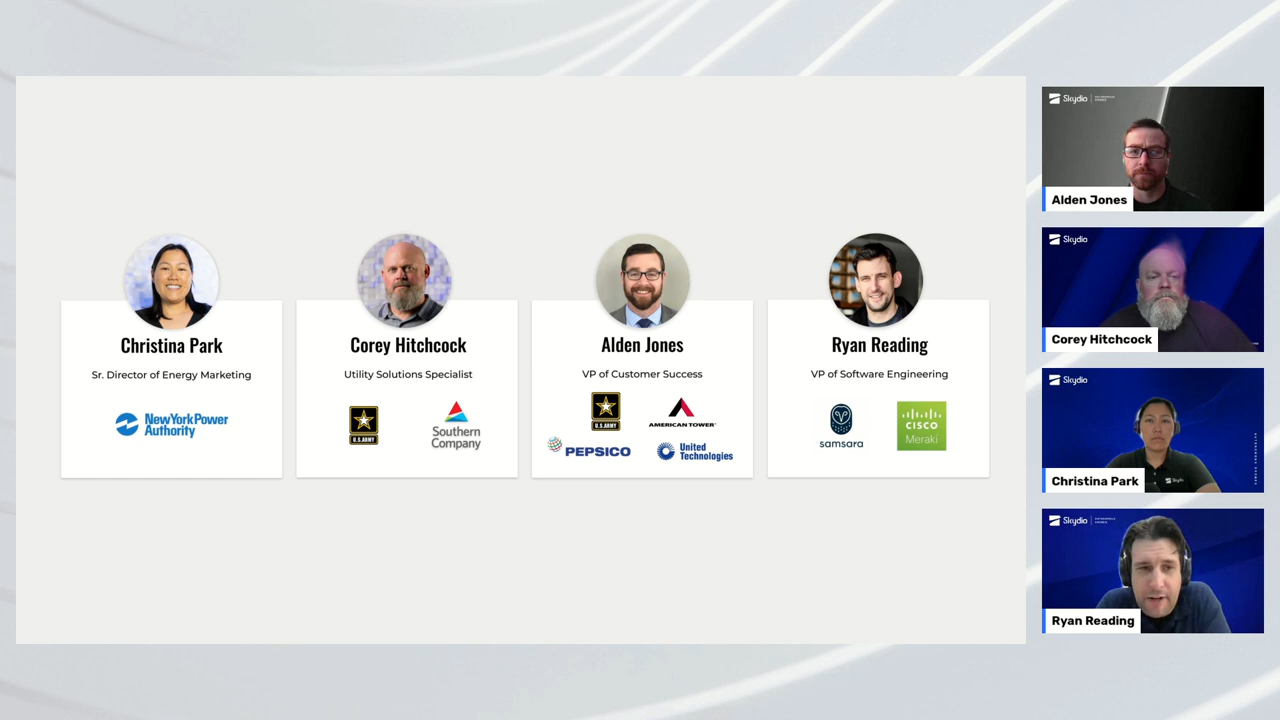 Christina Park
Sr. Director of Energy Marketing
NewYorkPower
Authority
Corey Hitchcock
Utility Solutions Specialist
U.S.ARMY
Southern
Company
Alden Jones
VP of Customer Success
U.S.ARMY
AMERICAN TOWER
PEPSICO
United
Technologies
Ryan Reading
VP of Software Engineering
samsara
CISCO
Meraki
Skydio
Alden Jones
Skydio
Corey Hitchcock
Skydio
Christina Park
Skydio
Skydio
Ryan Reading